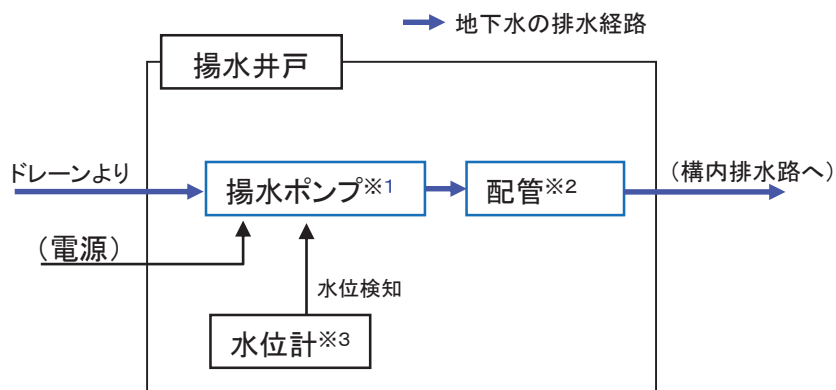 地下水の排水経路
揚水井戸
ドレーンより
揚水ポンプ※1
配管※2
(構内排水路へ)
(電源)
水位検知
水位計※3